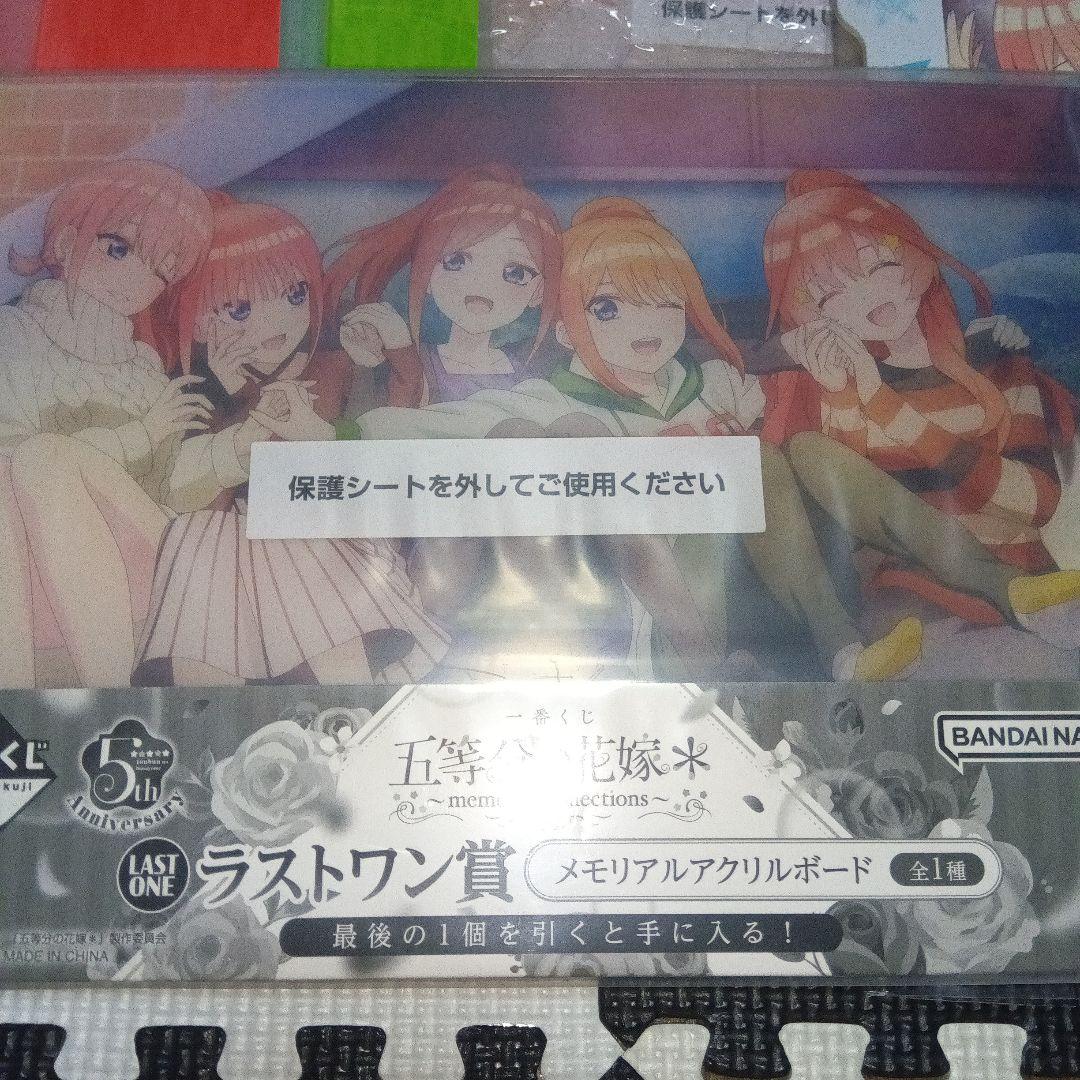 保護シートを外し
保護シートを外してご使用ください
くじ
kuji
5th
Anniversary
一番くじ
五等分の花嫁＊
BANDAI NA
LAST
ONE
ラストワン賞
メモリアルアクリルボード
全1種
最後の1個を引くと手に入る！
『五等分の花嫁＊』製作委員会
MADE IN CHINA